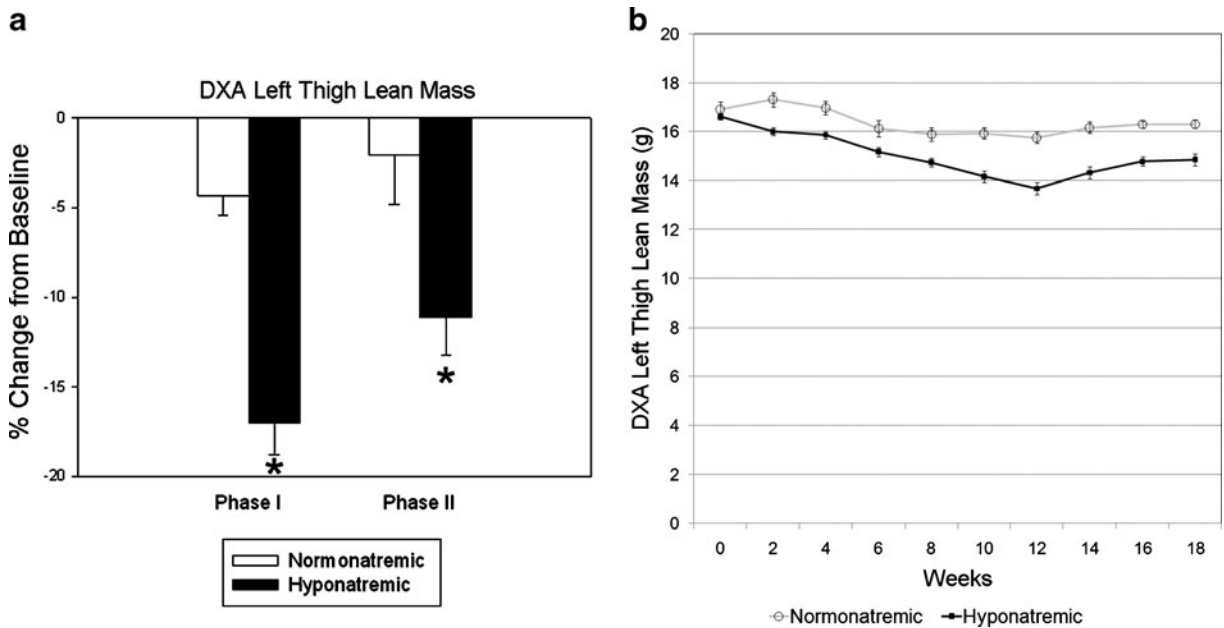 a
DXA Left Thigh Lean Mass
% Change from Baseline
0
-5
-10
-15
-20
*
*
Phase I
Phase II
Normonatremic
Hyponatremic
b
DXA Left Thigh Lean Mass (g)
20
18
16
14
12
10
8
6
4
2
0
0 2 4 6 8 10 12 14 16 18
Weeks
Normonatremic Hyponatremic